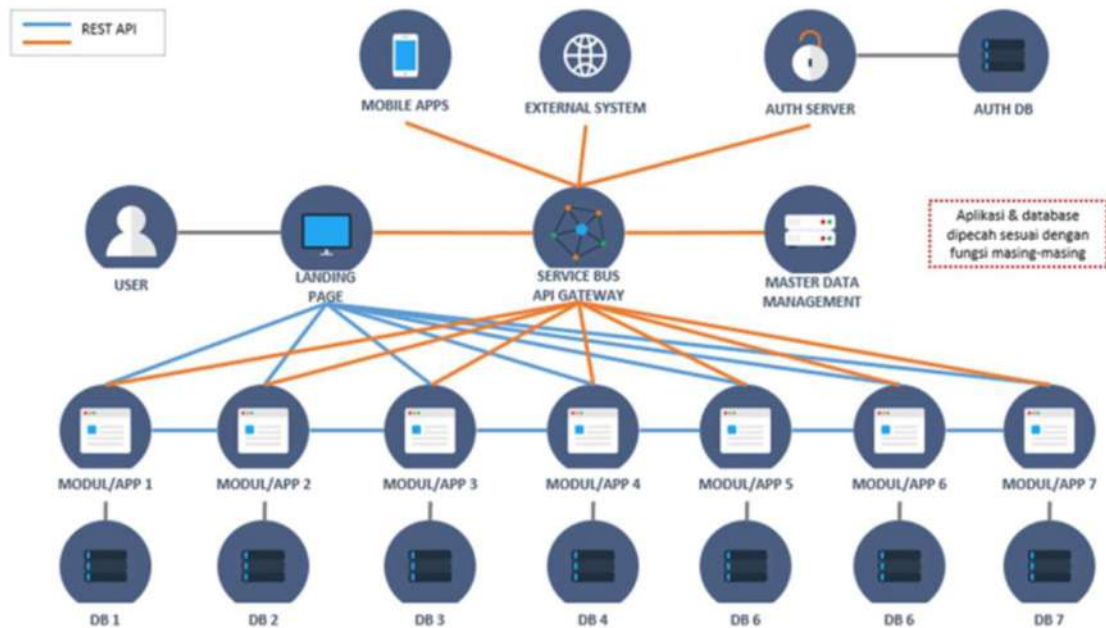 REST API
MOBILE APPS
EXTERNAL SYSTEM
AUTH SERVER
AUTH DB
USER
LANDING
PAGE
SERVICE BUS
API GATEWAY
MASTER DATA
MANAGEMENT
Aplikasi & database
dipecah sesuai dengan
fungsi masing-masing
MODUL/APP 1
MODUL/APP 2
MODUL/APP 3
MODUL/APP 4
MODUL/APP 5
MODUL/APP 6
MODUL/APP 7
DB 1
DB 2
DB 3
DB 4
DB 6
DB 6
DB 7